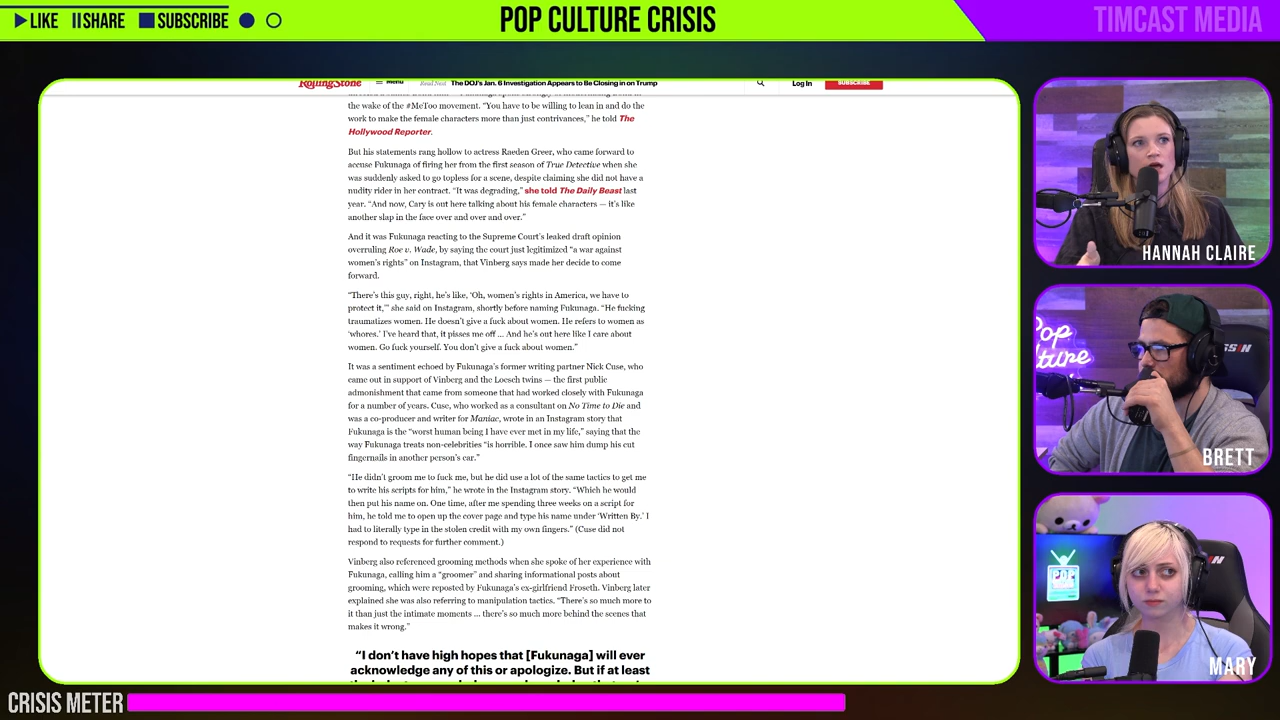 LIKE SHARE SUBSCRIBE
POP CULTURE CRISIS
TIMCAST MEDIA
RollingStone
Menu
Read Next The DOJ's Jan. 6 Investigation Appears to Be Closing in on Trump
Log In
SUBSCRIBE
the wake of the #MeToo movement. “You have to be willing to lean in and do the
work to make the female characters more than just contrivances,” he told The
Hollywood Reporter.
But his statements rang hollow to actress Raeden Greer, who came forward to
accuse Fukunaga of firing her from the first season of True Detective when she
was suddenly asked to go topless for a scene, despite claiming she did not have a
nudity rider in her contract. “It was degrading,” she told The Daily Beast last
year. “And now, Cary is out here talking about his female characters — it’s like
another slap in the face over and over and over.”
And it was Fukunaga reacting to the Supreme Court’s leaked draft opinion
overruling Roe v. Wade, by saying the court just legitimized “a war against
women’s rights” on Instagram, that Vinberg says made her decide to come
forward.
“There’s this guy, right, he’s like, ‘Oh, women’s rights in America, we have to
protect it,’” she said on Instagram, shortly before naming Fukunaga. “He fucking
traumatizes women. He doesn’t give a fuck about women. He refers to women as
‘whores.’ I’ve heard that, it pisses me off ... And he’s out here like I care about
women. Go fuck yourself. You don’t give a fuck about women.”
It was a sentiment echoed by Fukunaga’s former writing partner Nick Cuse, who
came out in support of Vinberg and the Loesch twins — the first public
admonishment that came from someone that had worked closely with Fukunaga
for a number of years. Cuse, who worked as a consultant on No Time to Die and
was a co-producer and writer for Maniac, wrote in an Instagram story that
Fukunaga is the “worst human being I have ever met in my life,” saying that the
way Fukunaga treats non-celebrities “is horrible. I once saw him dump his cut
fingernails in another person’s car.”
“He didn’t groom me to fuck me, but he did use a lot of the same tactics to get me
to write his scripts for him,” he wrote in the Instagram story. “Which he would
then put his name on. One time, after me spending three weeks on a script for
him, he told me to open up the cover page and type his name under ‘Written By.’ I
had to literally type in the stolen credit with my own fingers.” (Cuse did not
respond to requests for further comment.)
Vinberg also referenced grooming methods when she spoke of her experience with
Fukunaga, calling him a “groomer” and sharing informational posts about
grooming, which were reposted by Fukunaga’s ex-girlfriend Froseth. Vinberg later
explained she was also referring to manipulation tactics. “There’s so much more to
it than just the intimate moments ... there’s so much more behind the scenes that
makes it wrong.”
“I don’t have high hopes that [Fukunaga] will ever
acknowledge any of this or apologize. But if at least
HANNAH CLAIRE
BRETT
MARY
CRISIS METER